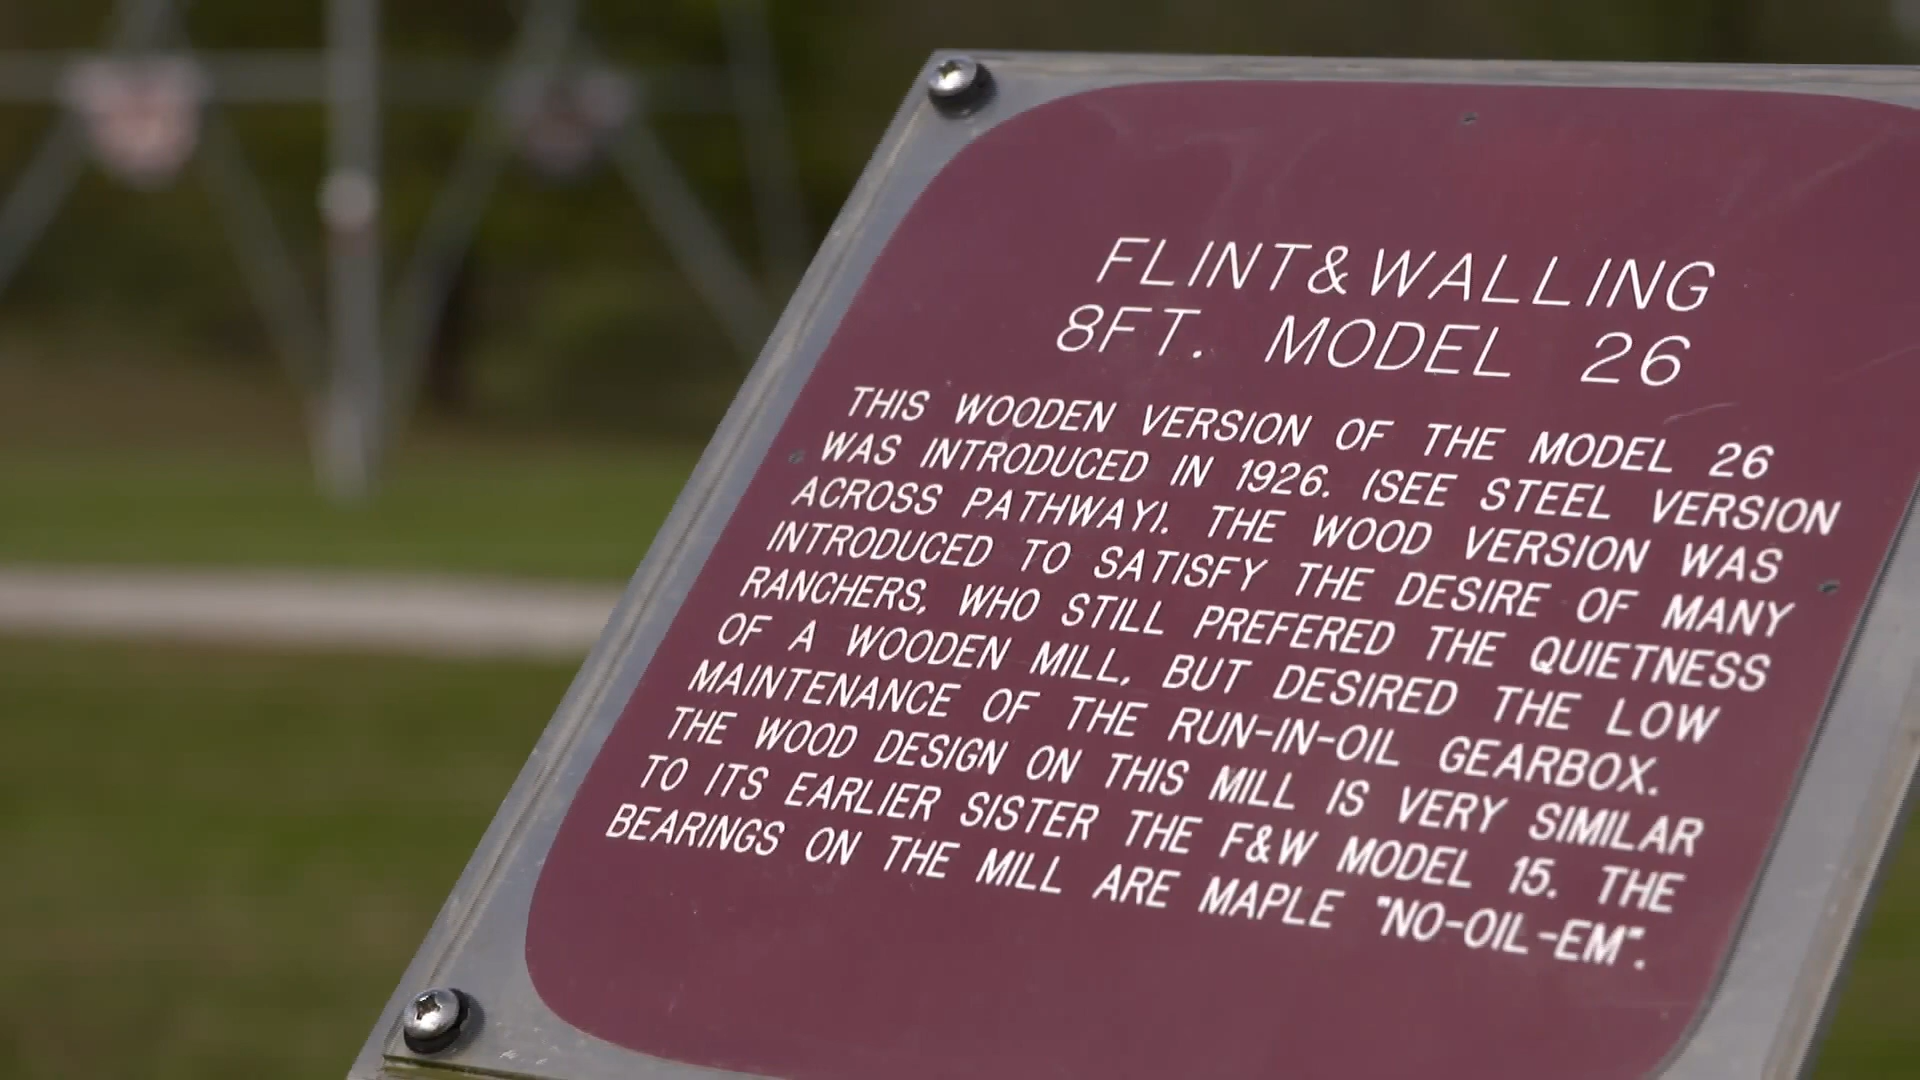 FLINT&WALLING
8FT. MODEL 26
THIS WOODEN VERSION OF THE MODEL 26
WAS INTRODUCED IN 1926. (SEE STEEL VERSION
ACROSS PATHWAY). THE WOOD VERSION WAS
INTRODUCED TO SATISFY THE DESIRE OF MANY
RANCHERS, WHO STILL PREFERED THE QUIETNESS
OF A WOODEN MILL, BUT DESIRED THE LOW
MAINTENANCE OF THE RUN-IN-OIL GEARBOX.
THE WOOD DESIGN ON THIS MILL IS VERY SIMILAR
TO ITS EARLIER SISTER THE F&W MODEL 15. THE
BEARINGS ON THE MILL ARE MAPLE "NO-OIL-EM".